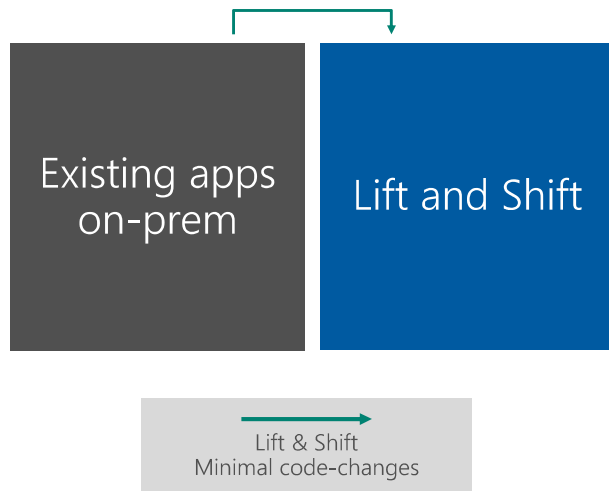 Existing apps
on-prem
Lift and Shift
Lift & Shift
Minimal code-changes